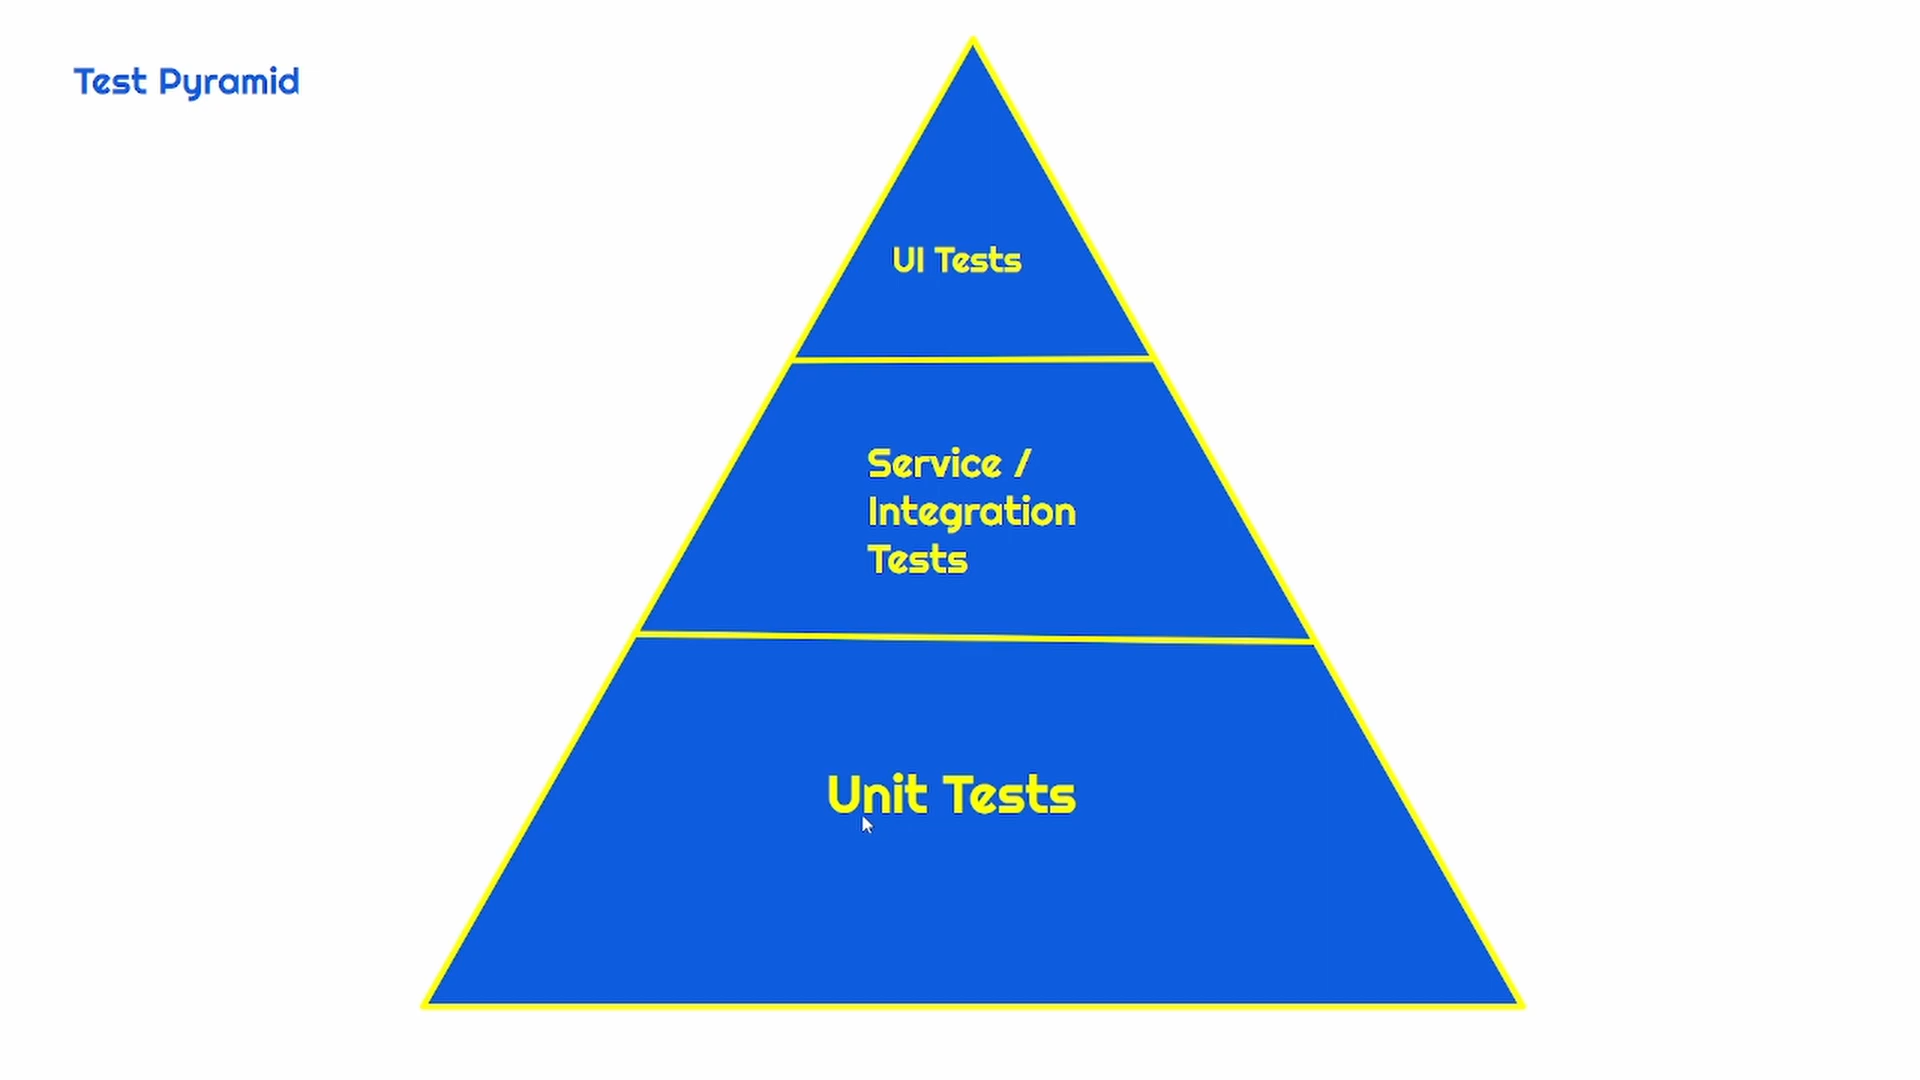 Test Pyramid
UI Tests
Service /
Integration
Tests
Unit Tests